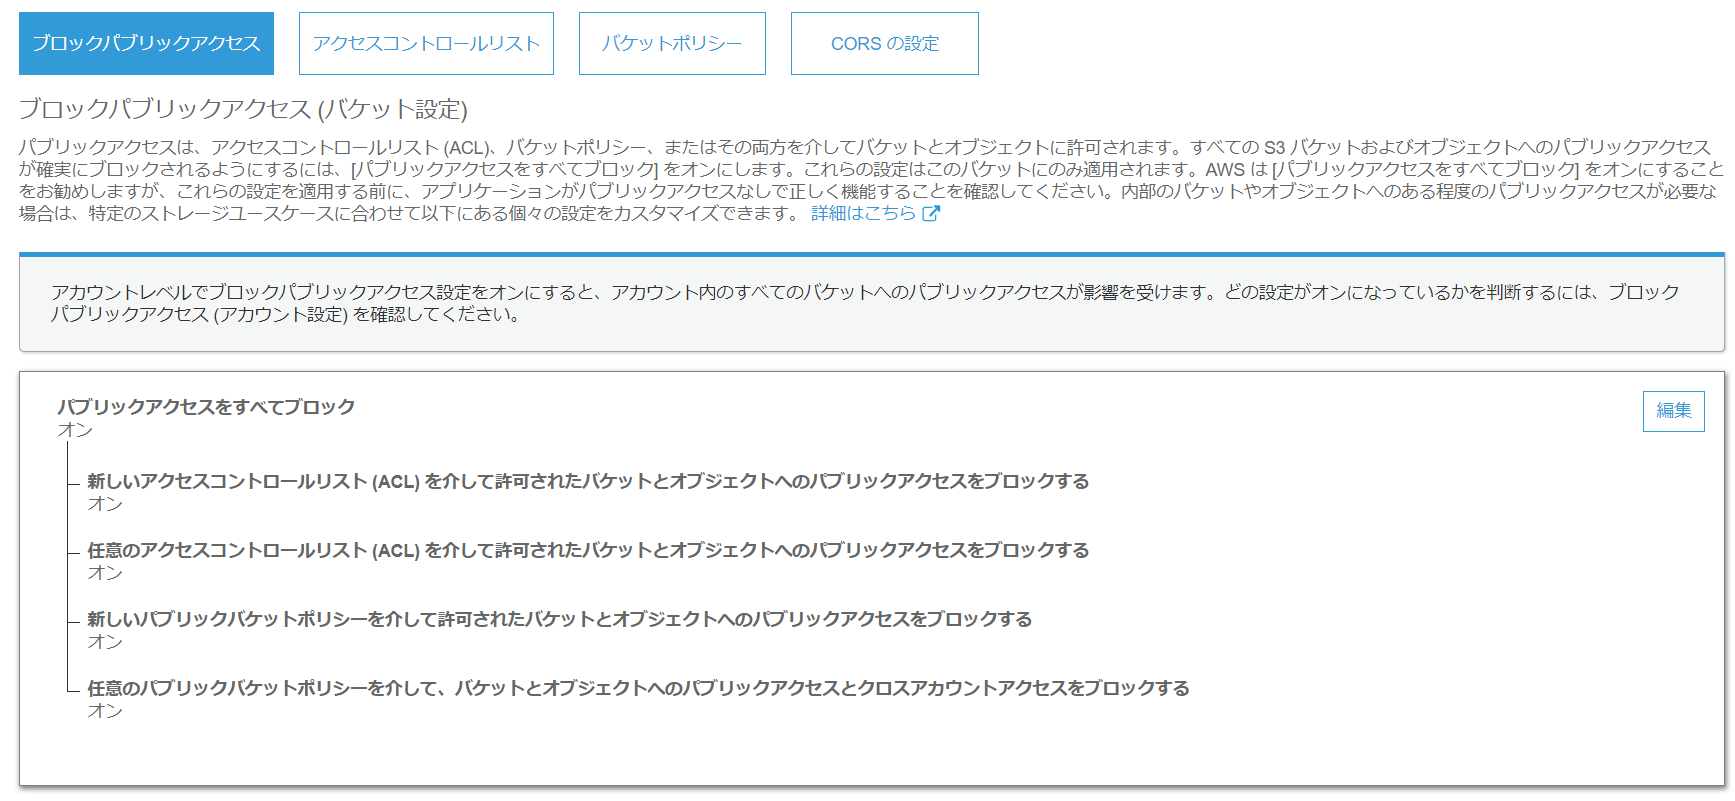 ブロックパブリックアクセス
アクセスコントロールリスト
バケットポリシー
CORS の設定
ブロックパブリックアクセス (バケット設定)
パブリックアクセスは、アクセスコントロールリスト (ACL)、バケットポリシー、またはその両方を介してバケットとオブジェクトに許可されます。すべての S3 バケットおよびオブジェクトへのパブリックアクセス
が確実にブロックされるようにするには、[パブリックアクセスをすべてブロック] をオンにします。これらの設定はこのバケットにのみ適用されます。AWS は [パブリックアクセスをすべてブロック] をオンにすること
をお勧めしますが、これらの設定を適用する前に、アプリケーションがパブリックアクセスなしで正しく機能することを確認してください。内部のバケットやオブジェクトへのある程度のパブリックアクセスが必要な
場合は、特定のストレージユースケースに合わせて以下にある個々の設定をカスタマイズできます。 詳細はこちら
アカウントレベルでブロックパブリックアクセス設定をオンにすると、アカウント内のすべてのバケットへのパブリックアクセスが影響を受けます。どの設定がオンになっているかを判断するには、ブロック
パブリックアクセス (アカウント設定) を確認してください。
パブリックアクセスをすべてブロック
オン
編集
新しいアクセスコントロールリスト (ACL) を介して許可されたバケットとオブジェクトへのパブリックアクセスをブロックする
オン
任意のアクセスコントロールリスト (ACL) を介して許可されたバケットとオブジェクトへのパブリックアクセスをブロックする
オン
新しいパブリックバケットポリシーを介して許可されたバケットとオブジェクトへのパブリックアクセスをブロックする
オン
任意のパブリックバケットポリシーを介して、バケットとオブジェクトへのパブリックアクセスとクロスアカウントアクセスをブロックする
オン